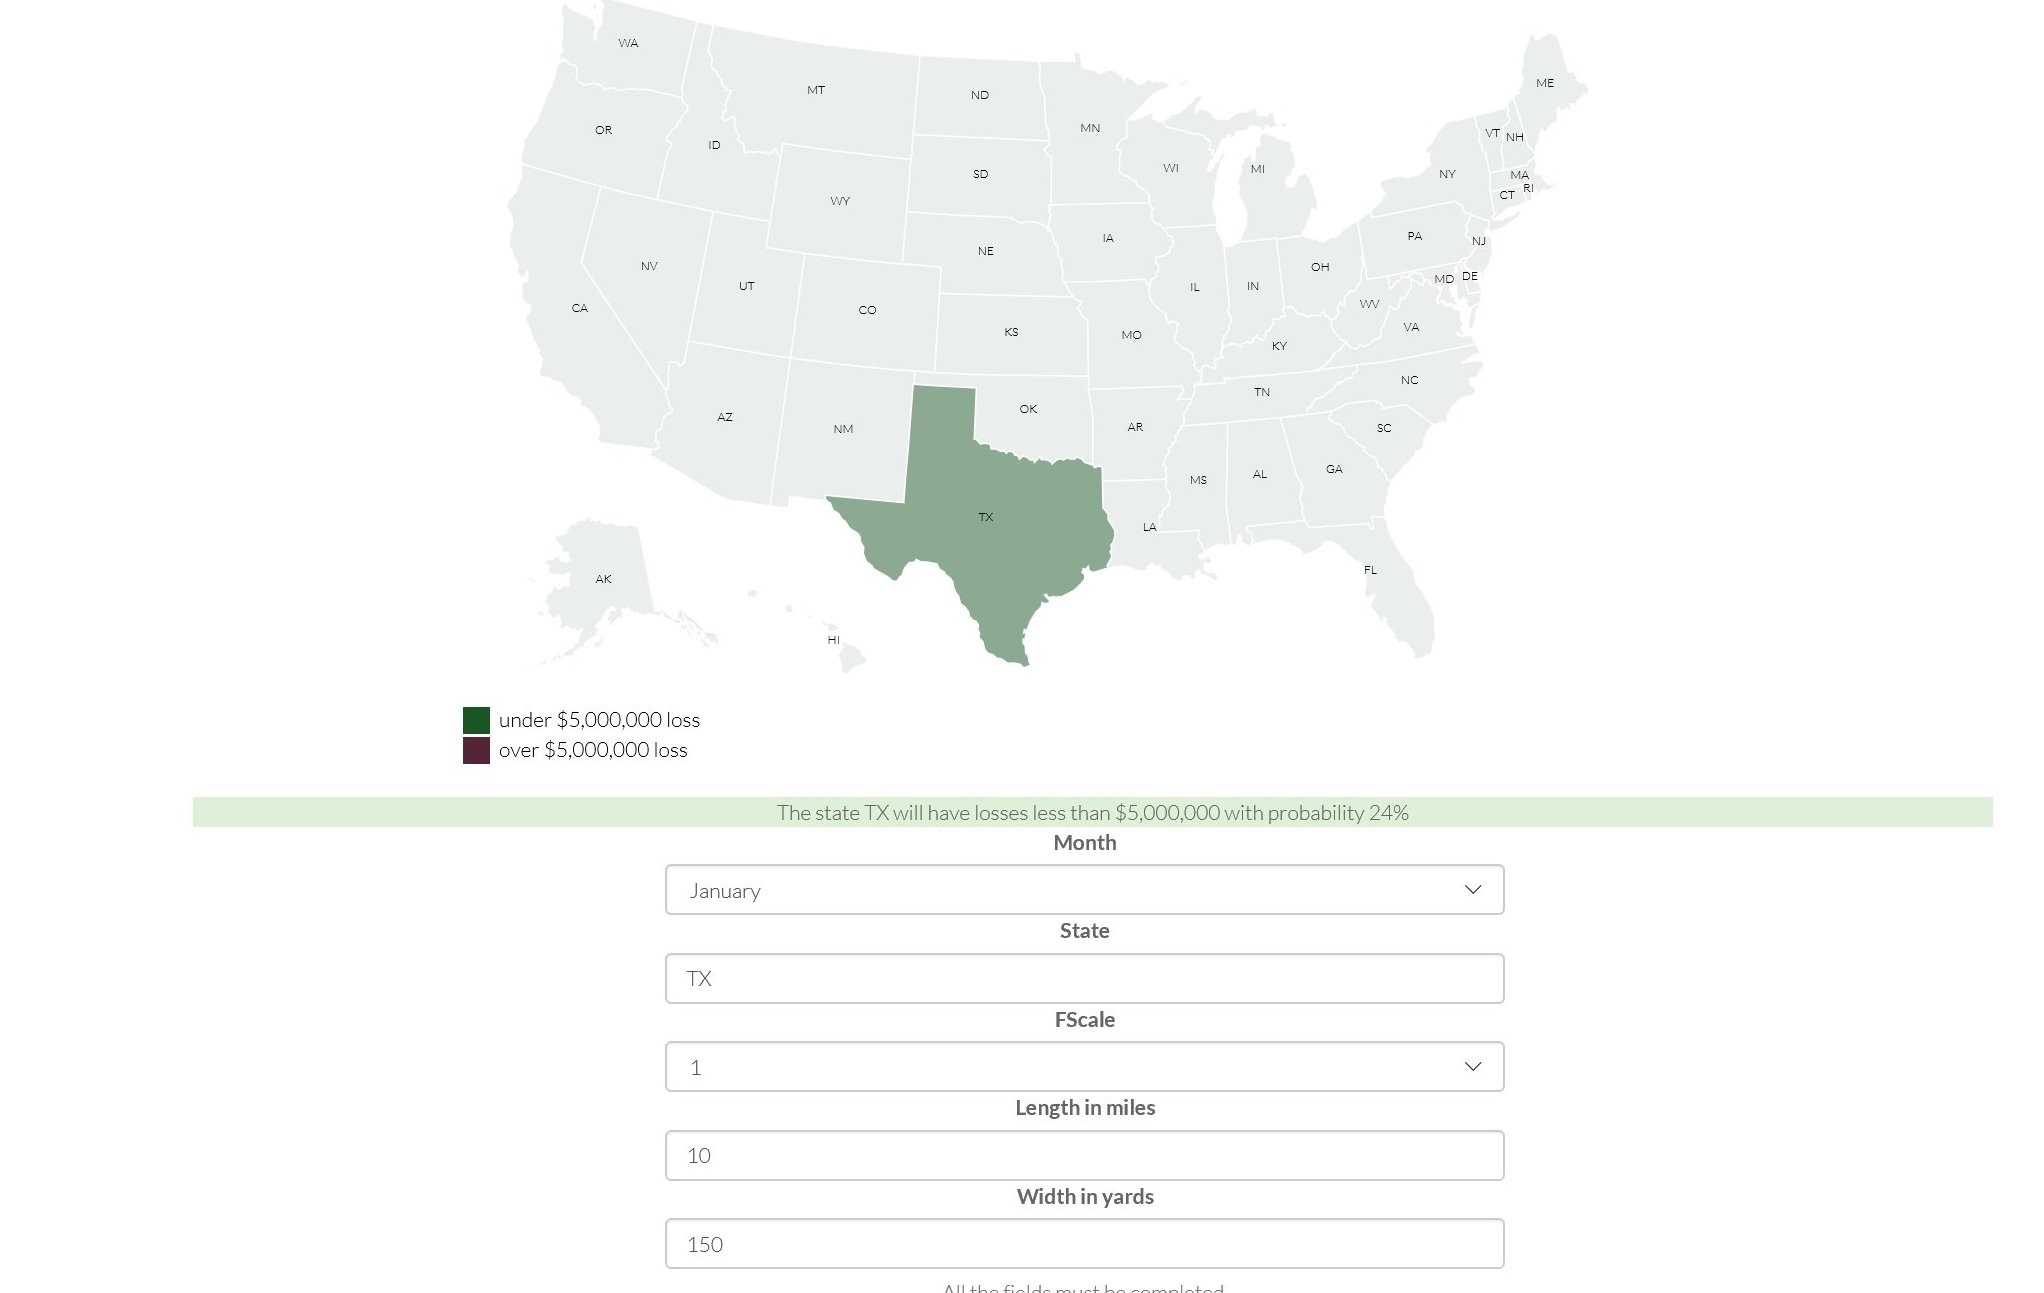 WA
ME
MT
ND
MN
OR
VT
NH
ID
WI
MI
SD
NY
MA
RI
CT
WY
PA
IA
NJ
NE
NV
OH
MD
DE
UT
IL
IN
WV
CA
CO
VA
KS
MO
KY
NC
TN
OK
AZ
AR
SC
NM
GA
AL
MS
TX
LA
FL
AK
HI
under $5,000,000 loss
over $5,000,000 loss
The state TX will have losses less than $5,000,000 with probability 24%
Month
January
State
TX
FScale
1
Length in miles
10
Width in yards
150
All the fields must be completed